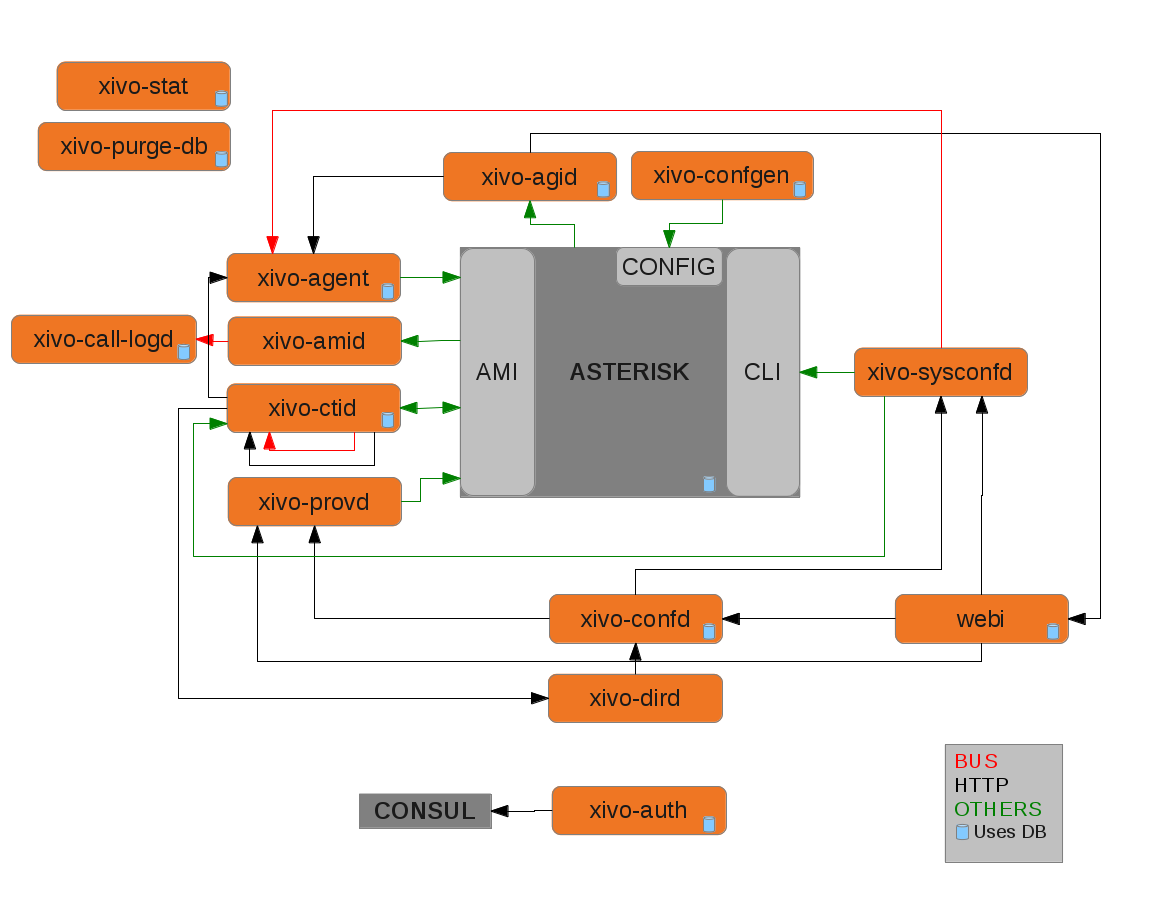 xivo-stat
xivo-purge-db
xivo-agid
xivo-confgen
xivo-agent
CONFIG
xivo-call-logd
xivo-amid
AMI
ASTERISK
CLI
xivo-sysconfd
xivo-ctid
xivo-provd
xivo-confd
webi
xivo-dird
BUS
HTTP
OTHERS
Uses DB
CONSUL
xivo-auth